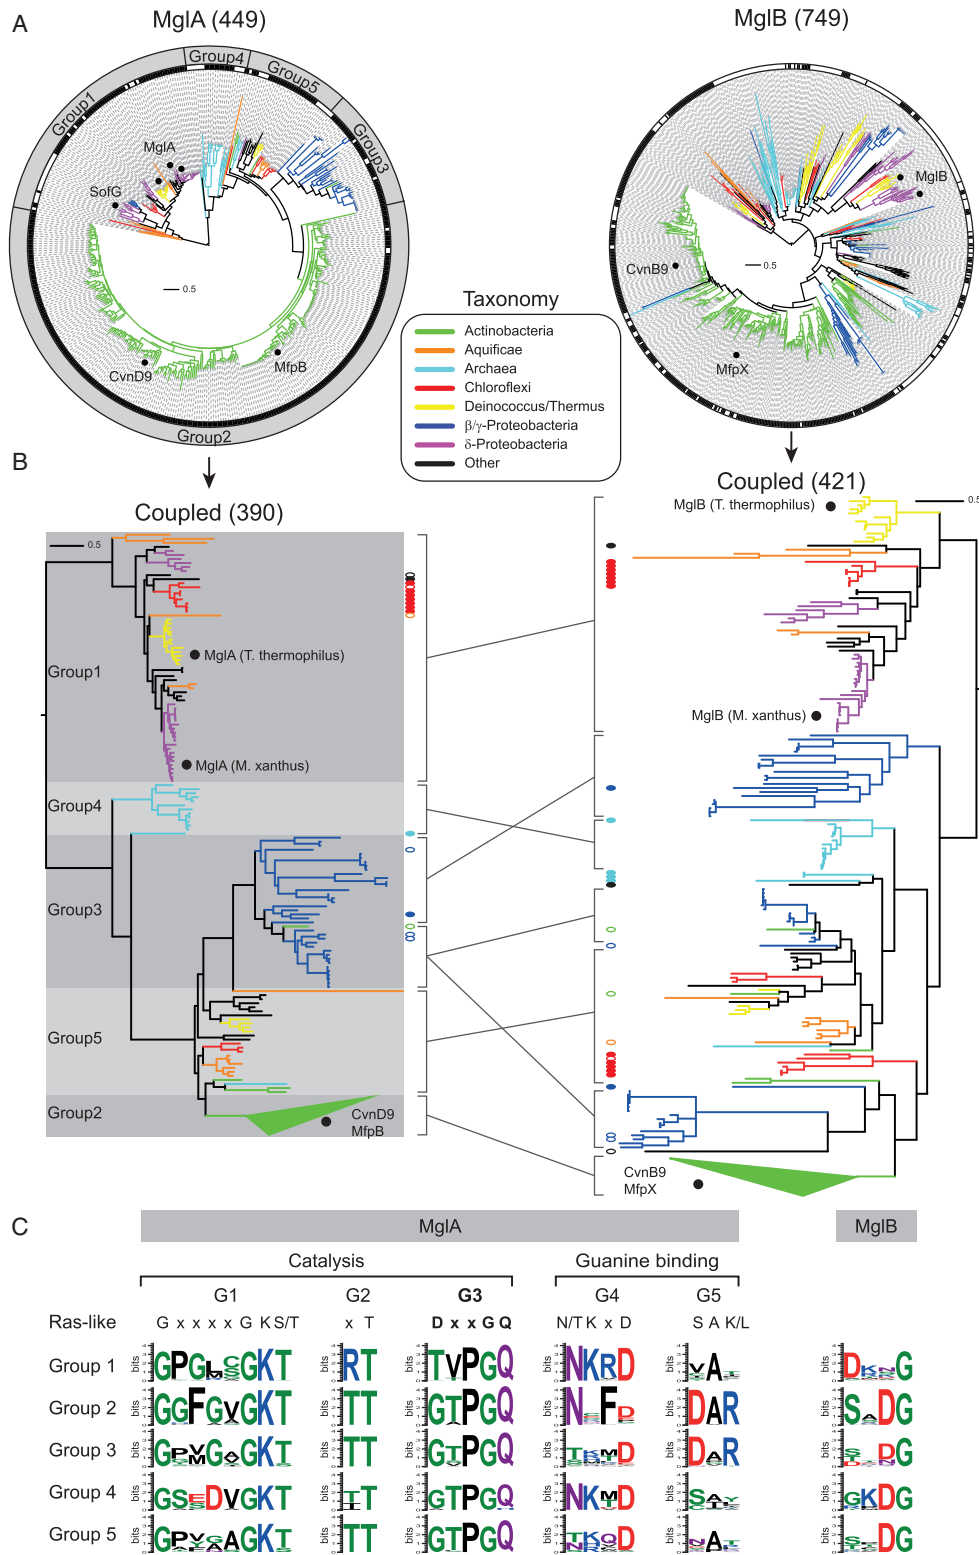 A
MglA (449)
MglB (749)
Group1
Group4
Group5
Group3
Group2
MglA
SofG
0.5
CvnD9
MfpB
MglB
CvnB9
0.5
MfpX
Taxonomy
Actinobacteria
Aquificae
Archaea
Chloroflexi
Deinococcus/Thermus
β/γ-Proteobacteria
δ-Proteobacteria
Other
B
Coupled (390)
Coupled (421)
0.5
Group1
MglA (T. thermophilus)
MglA (M. xanthus)
Group4
Group3
Group5
Group2
CvnD9
MfpB
MglB (T. thermophilus)
0.5
MglB (M. xanthus)
CvnB9
MfpX
C
MglA
MglB
Catalysis
Guanine binding
G1 G2 G3 G4 G5
Ras-like G x x x x G K S/T x T D x x G Q N/T K x D S A K/L
Group 1
Group 2
Group 3
Group 4
Group 5